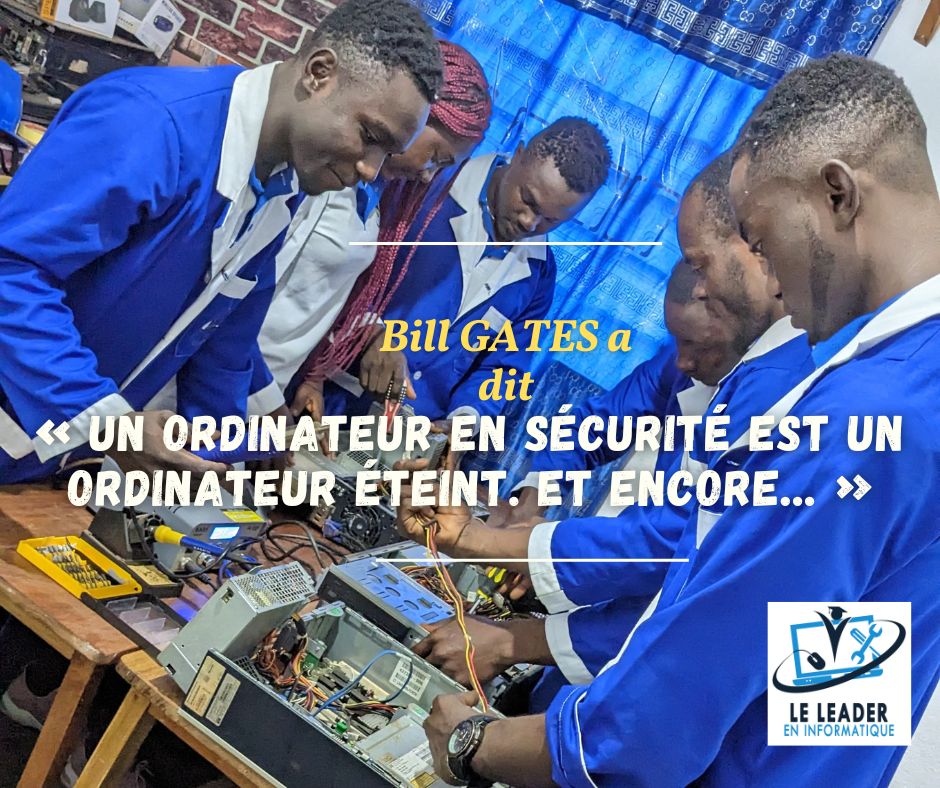 Bill GATES a
dit
« UN ORDINATEUR EN SÉCURITÉ EST UN
ORDINATEUR ÉTEINT. ET ENCORE... »
LE LEADER
EN INFORMATIQUE